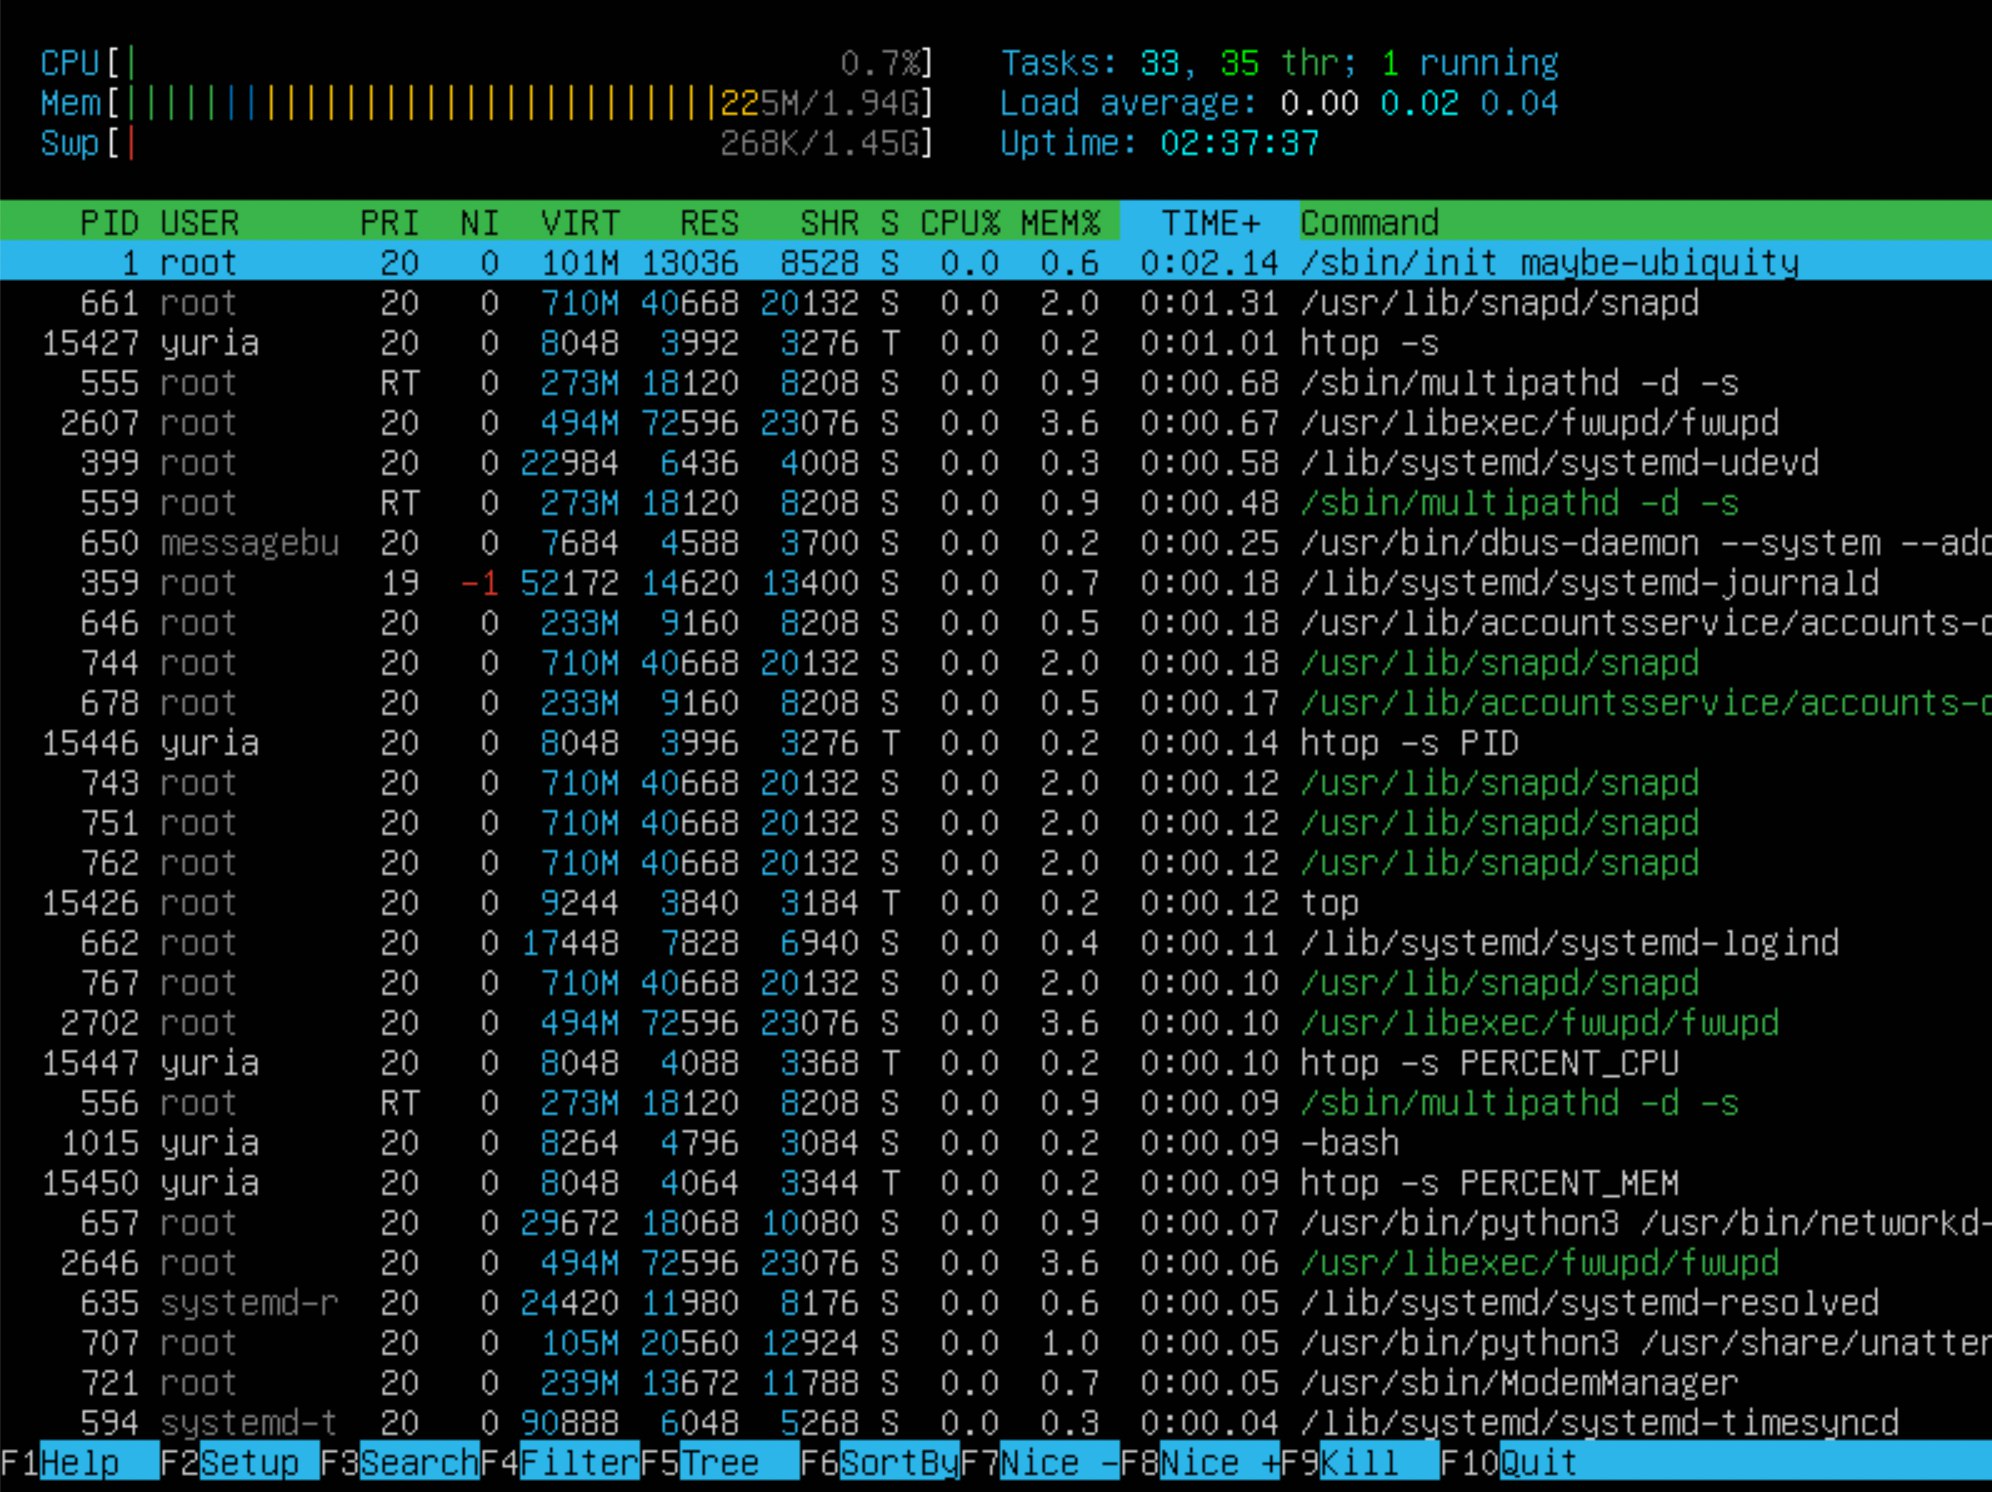 CPU[| 0.7%]
Mem[||||||||||||||||||||||||||||||225M/1.94G]
Swp[| 268K/1.45G]
Tasks: 33, 35 thr; 1 running
Load average: 0.00 0.02 0.04
Uptime: 02:37:37
PID USER PRI NI VIRT RES SHR S CPU% MEM% TIME+ Command
1 root 20 0 101M 13036 8528 S 0.0 0.6 0:02.14 /sbin/init maybe-ubiquity
661 root 20 0 710M 40668 20132 S 0.0 2.0 0:01.31 /usr/lib/snapd/snapd
15427 yuria 20 0 8048 3992 3276 T 0.0 0.2 0:01.01 htop -s
555 root RT 0 273M 18120 8208 S 0.0 0.9 0:00.68 /sbin/multipathd -d -s
2607 root 20 0 494M 72596 23076 S 0.0 3.6 0:00.67 /usr/libexec/fwupd/fwupd
399 root 20 0 22984 6436 4008 S 0.0 0.3 0:00.58 /lib/systemd/systemd-udevd
559 root RT 0 273M 18120 8208 S 0.0 0.9 0:00.48 /sbin/multipathd -d -s
650 messagebu 20 0 7684 4588 3700 S 0.0 0.2 0:00.25 /usr/bin/dbus-daemon --system --add
359 root 19 -1 52172 14620 13400 S 0.0 0.7 0:00.18 /lib/systemd/systemd-journald
646 root 20 0 233M 9160 8208 S 0.0 0.5 0:00.18 /usr/lib/accountsservice/accounts-d
744 root 20 0 710M 40668 20132 S 0.0 2.0 0:00.18 /usr/lib/snapd/snapd
678 root 20 0 233M 9160 8208 S 0.0 0.5 0:00.17 /usr/lib/accountsservice/accounts-d
15446 yuria 20 0 8048 3996 3276 T 0.0 0.2 0:00.14 htop -s PID
743 root 20 0 710M 40668 20132 S 0.0 2.0 0:00.12 /usr/lib/snapd/snapd
751 root 20 0 710M 40668 20132 S 0.0 2.0 0:00.12 /usr/lib/snapd/snapd
762 root 20 0 710M 40668 20132 S 0.0 2.0 0:00.12 /usr/lib/snapd/snapd
15426 root 20 0 9244 3840 3184 T 0.0 0.2 0:00.12 top
662 root 20 0 17448 7828 6940 S 0.0 0.4 0:00.11 /lib/systemd/systemd-logind
767 root 20 0 710M 40668 20132 S 0.0 2.0 0:00.10 /usr/lib/snapd/snapd
2702 root 20 0 494M 72596 23076 S 0.0 3.6 0:00.10 /usr/libexec/fwupd/fwupd
15447 yuria 20 0 8048 4088 3368 T 0.0 0.2 0:00.10 htop -s PERCENT_CPU
556 root RT 0 273M 18120 8208 S 0.0 0.9 0:00.09 /sbin/multipathd -d -s
1015 yuria 20 0 8264 4796 3084 S 0.0 0.2 0:00.09 -bash
15450 yuria 20 0 8048 4064 3344 T 0.0 0.2 0:00.09 htop -s PERCENT_MEM
657 root 20 0 29672 18068 10080 S 0.0 0.9 0:00.07 /usr/bin/python3 /usr/bin/networkd-
2646 root 20 0 494M 72596 23076 S 0.0 3.6 0:00.06 /usr/libexec/fwupd/fwupd
635 systemd-r 20 0 24420 11980 8176 S 0.0 0.6 0:00.05 /lib/systemd/systemd-resolved
707 root 20 0 105M 20560 12924 S 0.0 1.0 0:00.05 /usr/bin/python3 /usr/share/unatten
721 root 20 0 239M 13672 11788 S 0.0 0.7 0:00.05 /usr/sbin/ModemManager
594 systemd-t 20 0 90888 6048 5268 S 0.0 0.3 0:00.04 /lib/systemd/systemd-timesyncd
F1Help F2Setup F3SearchF4FilterF5Tree F6SortByF7Nice -F8Nice +F9Kill F10Quit